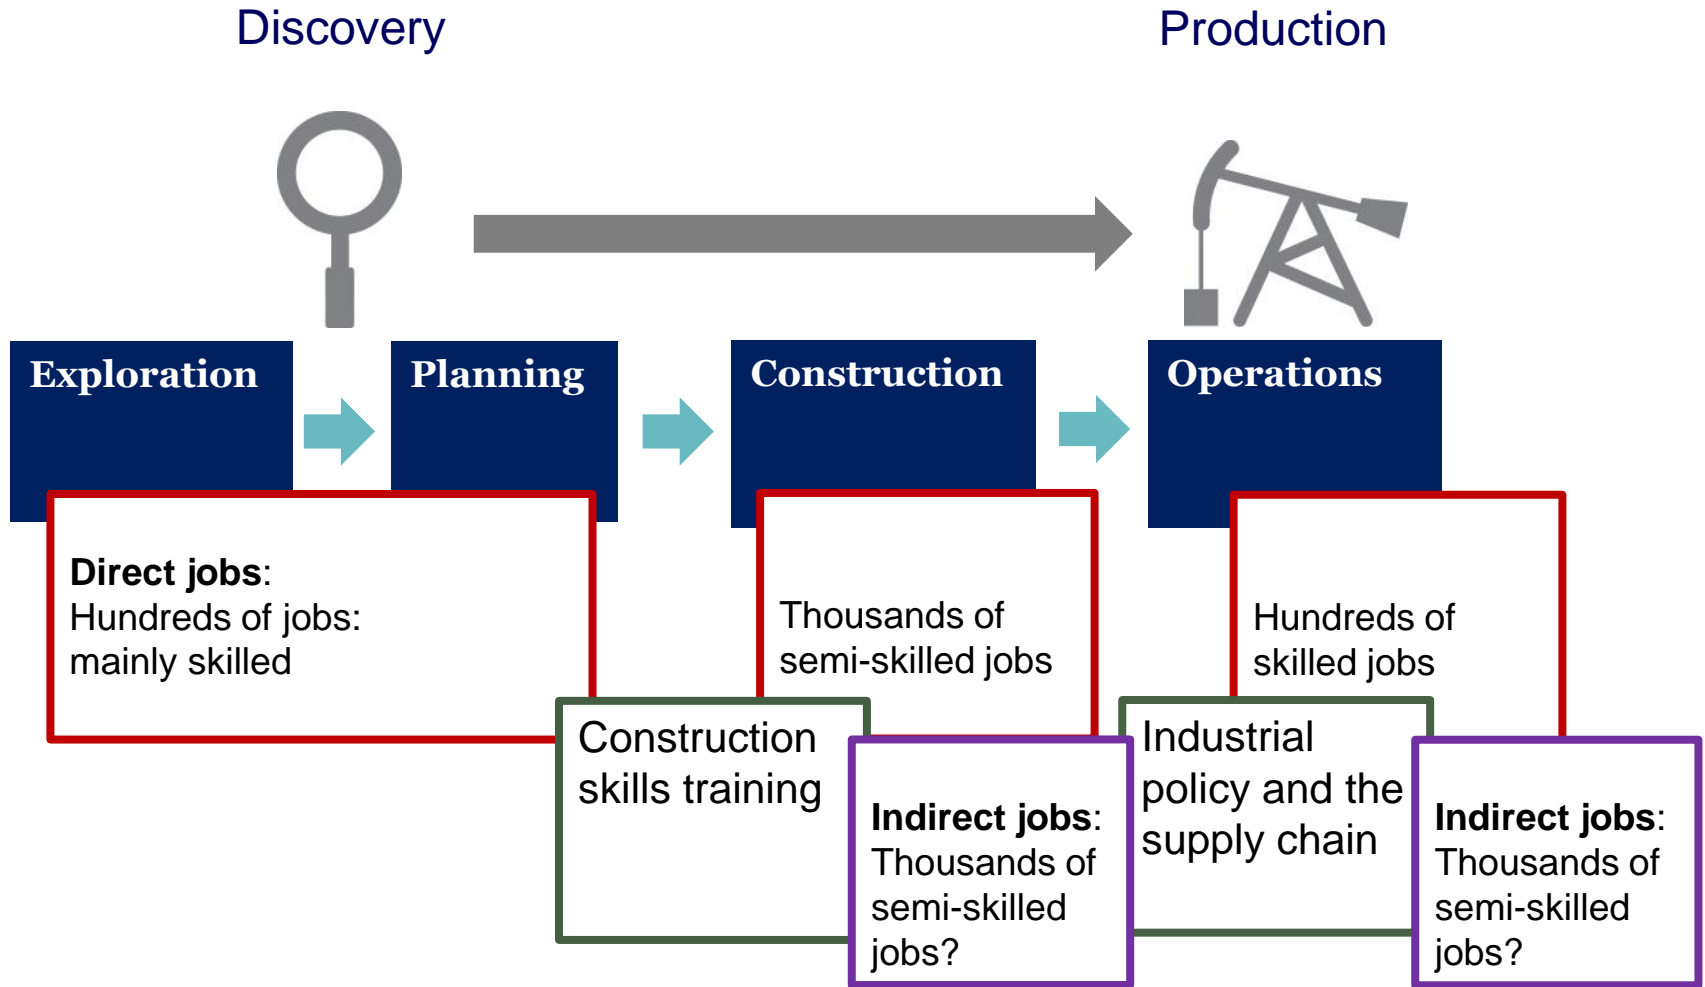 Discovery
Production
Exploration
Planning
Construction
Operations
Direct jobs:
Hundreds of jobs:
mainly skilled
Thousands of
semi-skilled jobs
Hundreds of
skilled jobs
Construction
skills training
Indirect jobs:
Thousands of
semi-skilled
jobs?
Industrial
policy and the
supply chain
Indirect jobs:
Thousands of
semi-skilled
jobs?